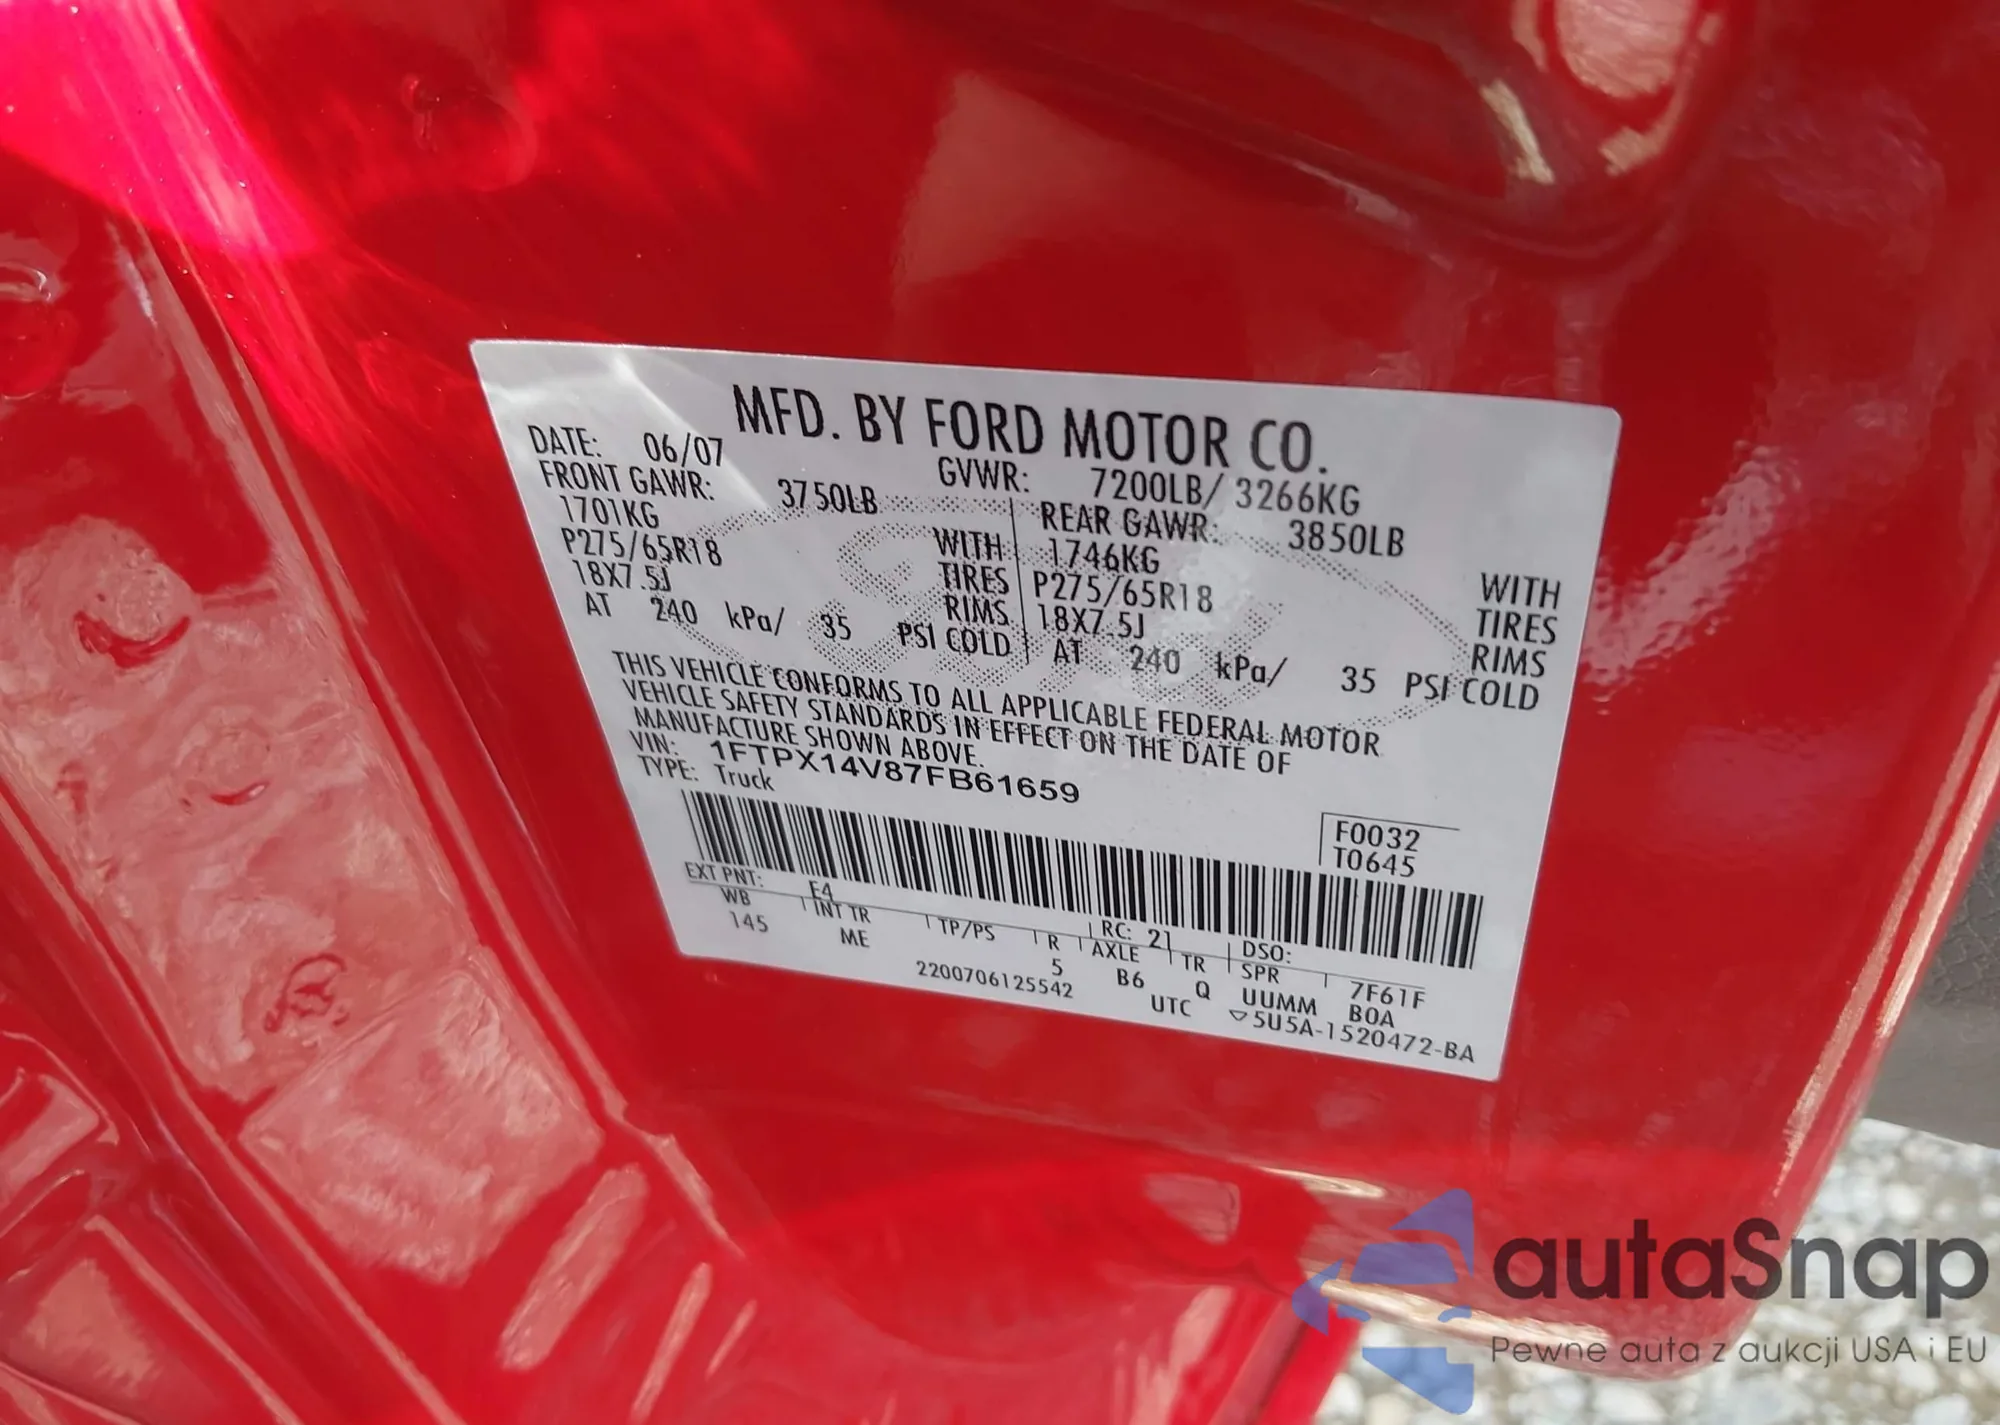 MFD. BY FORD MOTOR CO.
DATE: 06/07 GVWR: 7200LB/ 3266KG
FRONT GAWR: 3750LB REAR GAWR: 3850LB
1701KG WITH 1746KG WITH
P275/65R18 TIRES P275/65R18 TIRES
18X7.5J RIMS 18X7.5J RIMS
AT 240 kPa/ 35 PSI COLD AT 240 kPa/ 35 PSI COLD
THIS VEHICLE CONFORMS TO ALL APPLICABLE FEDERAL MOTOR
VEHICLE SAFETY STANDARDS IN EFFECT ON THE DATE OF
MANUFACTURE SHOWN ABOVE.
VIN: 1FTPX14V87FB61659
TYPE: Truck
F0032
T0645
EXT PNT: E4 RC: 21 DSO:
WB INT TR TP/PS R AXLE TR SPR 7F61F
145 ME 5 B6 Q UUMM B0A
2200706125542 UTC ▽5U5A-1520472-BA
autaSnap
Pewne auta z aukcji USA i EU